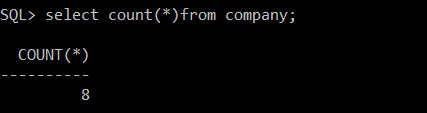 SQL> select count(*)from company;
COUNT(*)
----------
8